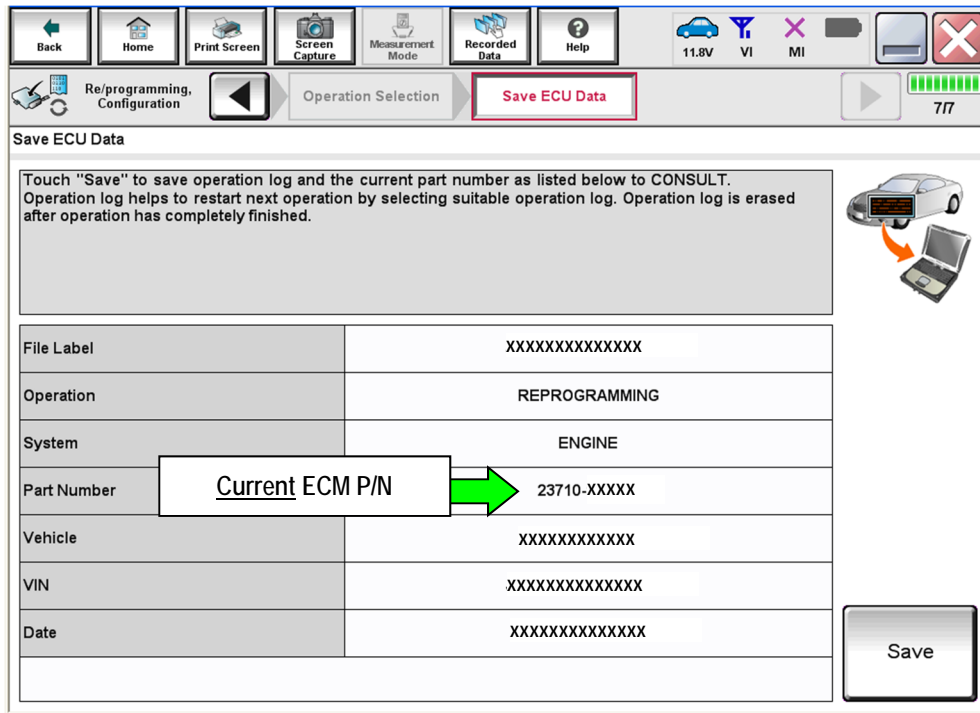 Back
Home
Print Screen
Screen Capture
Measurement Mode
Recorded Data
Help
11.8V
VI
MI
Re/programming, Configuration
Operation Selection
Save ECU Data
7/7
Save ECU Data
Touch "Save" to save operation log and the current part number as listed below to CONSULT.
Operation log helps to restart next operation by selecting suitable operation log. Operation log is erased
after operation has completely finished.
File Label
XXXXXXXXXXXXXX
Operation
REPROGRAMMING
System
ENGINE
Part Number
Current ECM P/N
23710-XXXXX
Vehicle
XXXXXXXXXXXX
VIN
XXXXXXXXXXXXXX
Date
XXXXXXXXXXXXXX
Save